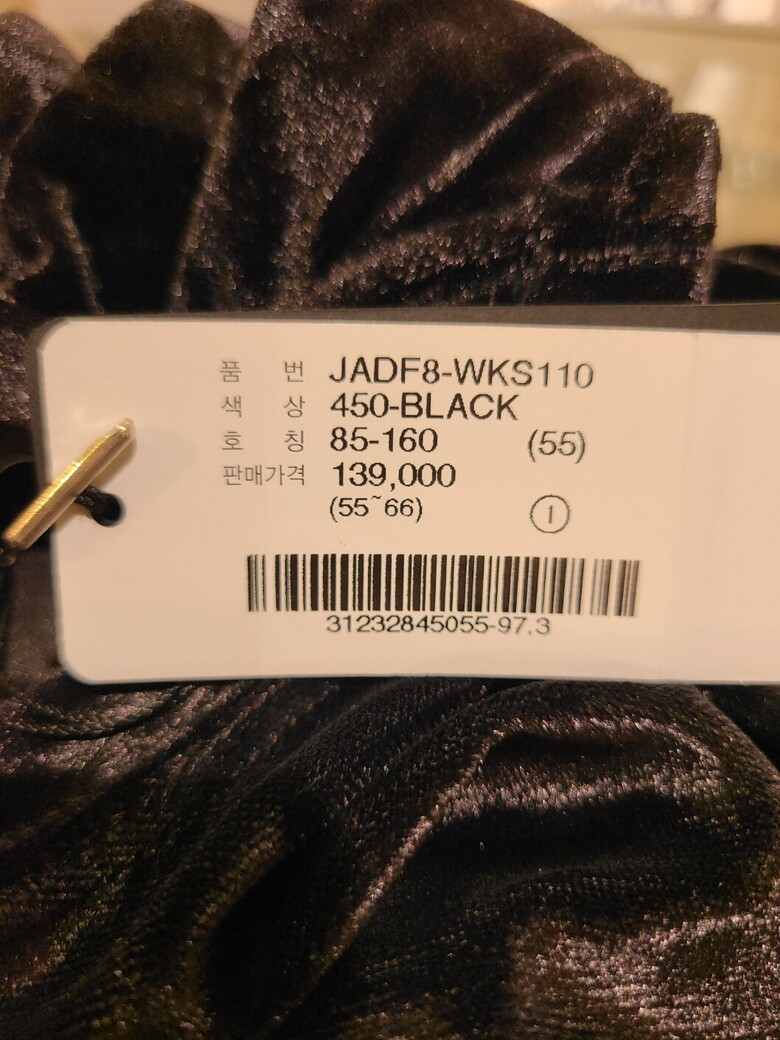 품 번 JADF8-WKS110
색 상 450-BLACK
호 칭 85-160 (55)
판매가격 139,000
(55~66) ①
31232845055-97.3